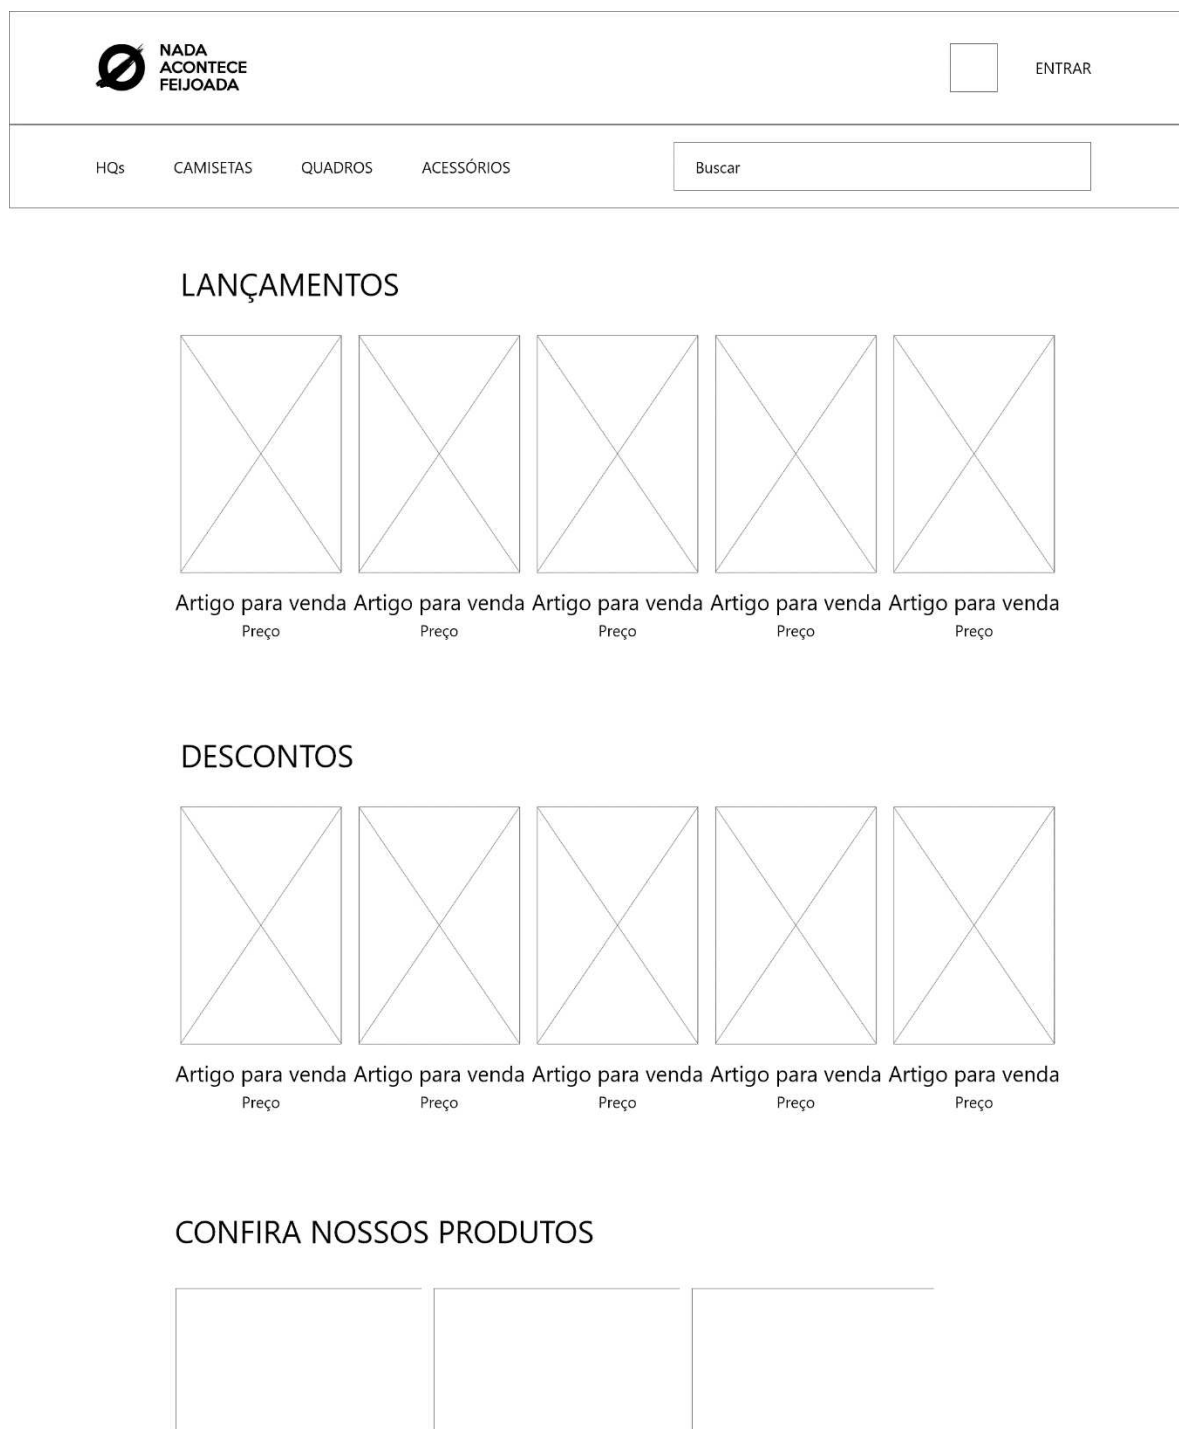 NADA
ACONTECE
FEIJOADA
ENTRAR
HQs CAMISETAS QUADROS ACESSÓRIOS Buscar
LANÇAMENTOS
Artigo para venda Artigo para venda Artigo para venda Artigo para venda Artigo para venda
Preço Preço Preço Preço Preço
DESCONTOS
Artigo para venda Artigo para venda Artigo para venda Artigo para venda Artigo para venda
Preço Preço Preço Preço Preço
CONFIRA NOSSOS PRODUTOS